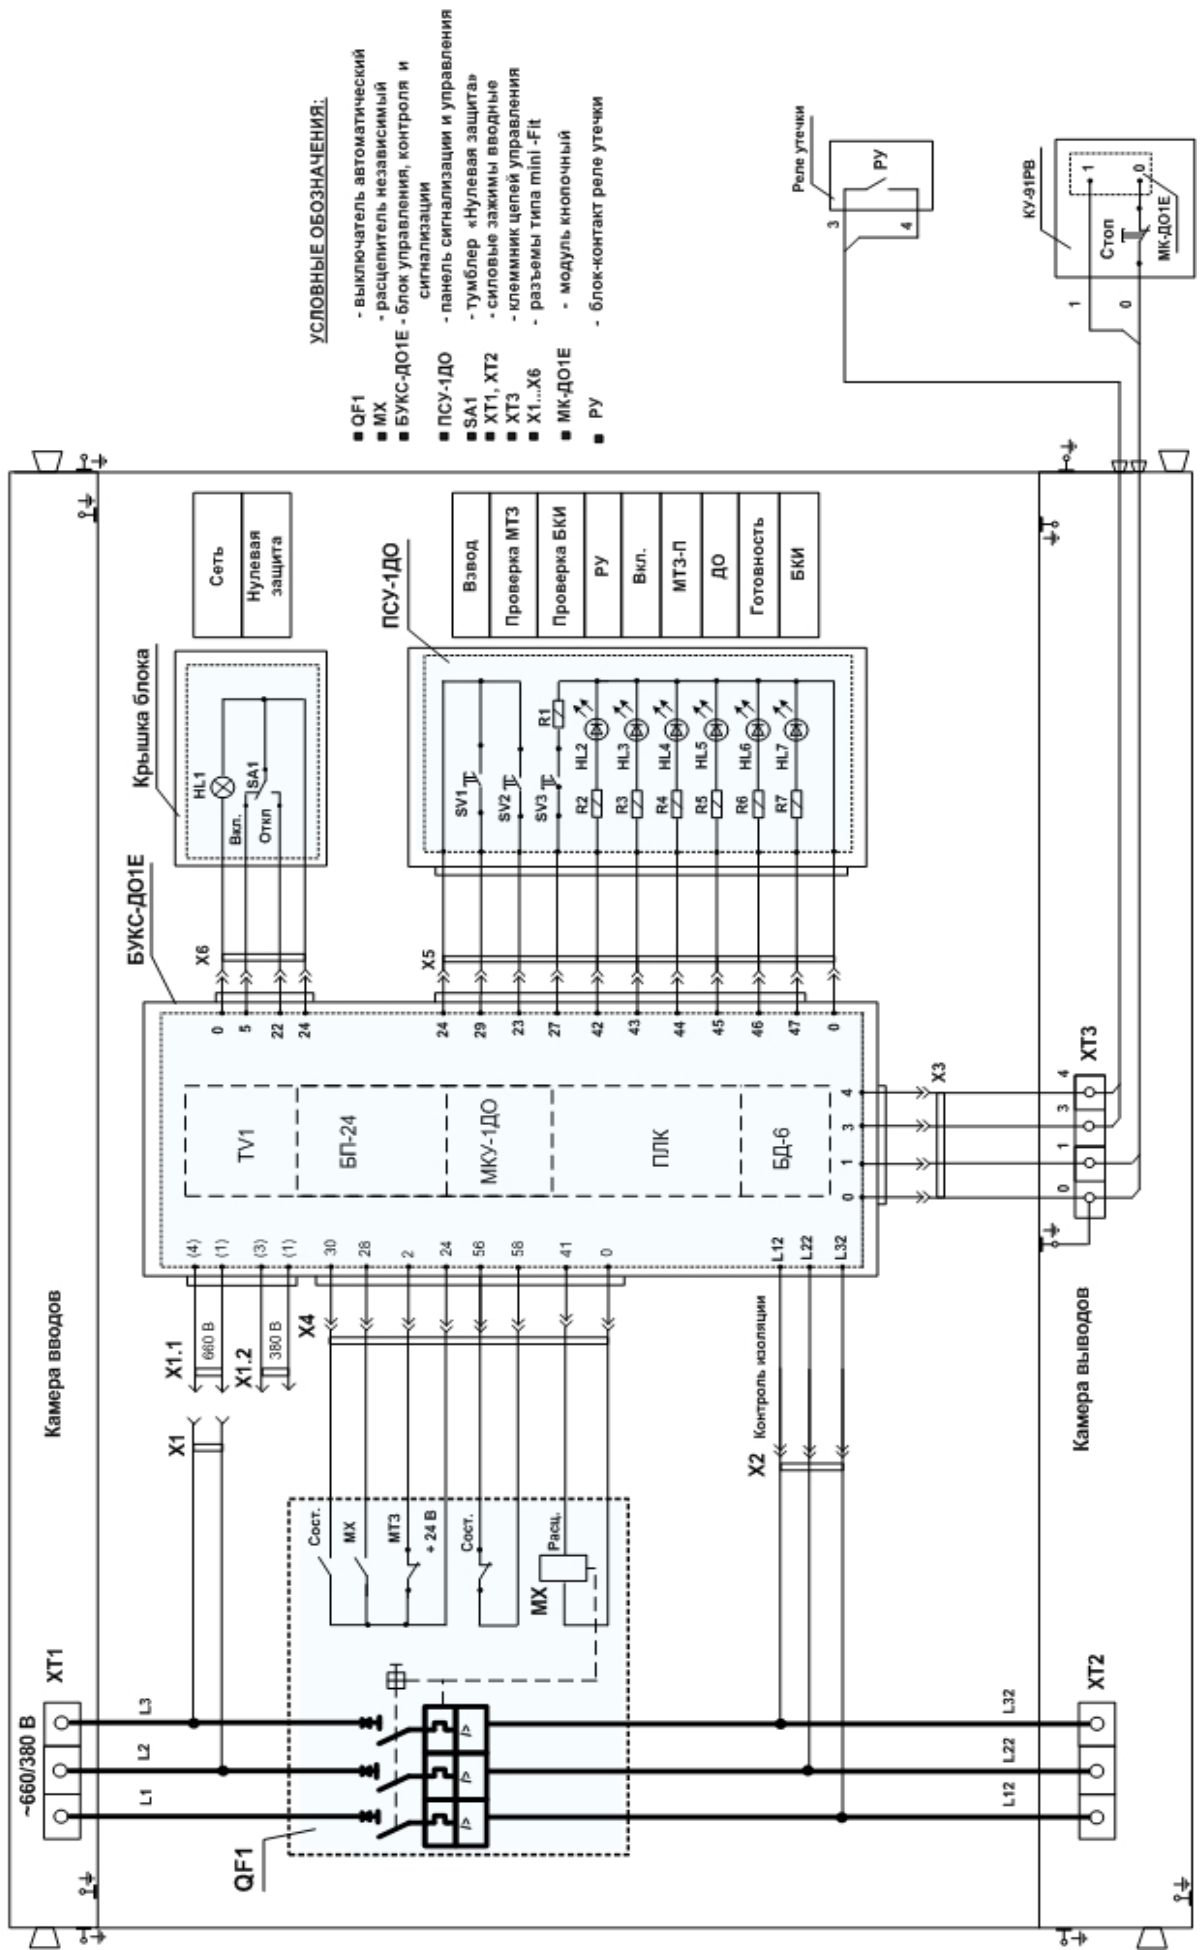 УСЛОВНЫЕ ОБОЗНАЧЕНИЯ:
■ QF1 - выключатель автоматический
■ МХ - расцепитель независимый
■ БУКС-ДО1Е - блок управления, контроля и
сигнализации
■ ПСУ-1ДО - панель сигнализации и управления
■ SA1 - тумблер «Нулевая защита»
■ XT1, XT2 - силовые зажимы вводные
■ XT3 - клеммник цепей управления
■ X1...X6 - разъемы типа mini -Fit
■ МК-ДО1Е - модуль кнопочный
■ РУ - блок-контакт реле утечки
Камера вводов
~660/380 В
XT1
L1
L2
L3
QF1
I>
I>
I>
X1
X1.1
660 В
X1.2
380 В
X4
Сост.
МХ
МТЗ
+ 24 В
Сост.
Расц.
МХ
(4)
(1)
(3)
(1)
30
28
2
24
56
58
41
0
L12
L22
L32
X2
Контроль изоляции
L12
L22
L32
XT2
БУКС-ДО1Е
TV1
БП-24
МКУ-1ДО
ПЛК
БД-6
0
1
3
4
X3
0
1
3
4
XT3
Камера выводов
0
5
22
24
X6
Крышка блока
HL1
SA1
Вкл.
Откл
Сеть
Нулевая
защита
24
29
23
27
42
43
44
45
46
47
0
X5
ПСУ-1ДО
SV1
SV2
SV3
R1
R2
R3
R4
R5
R6
R7
HL2
HL3
HL4
HL5
HL6
HL7
Взвод
Проверка МТЗ
Проверка БКИ
РУ
Вкл.
МТЗ-П
ДО
Готовность
БКИ
Реле утечки
РУ
3
4
КУ-91РВ
1
0
Стоп
1
0
МК-ДО1Е